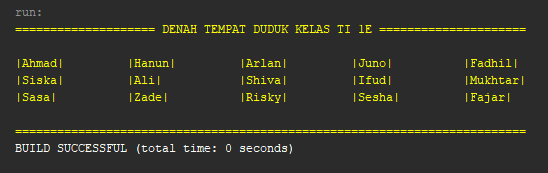 run:
===================== DENAH TEMPAT DUDUK KELAS TI 1E ======================
|Ahmad| |Hanun| |Arlan| |Juno| |Fadhil|
|Siska| |Ali| |Shiva| |Ifud| |Mukhtar|
|Sasa| |Zade| |Risky| |Sesha| |Fajar|
=========================================================================
BUILD SUCCESSFUL (total time: 0 seconds)